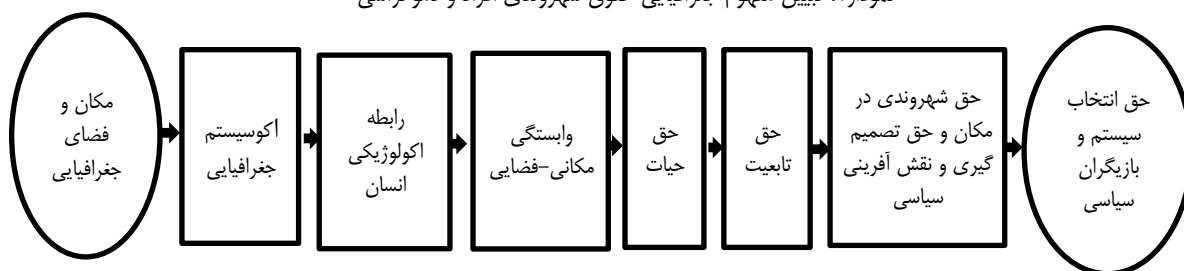 مکان و
فضای
جغرافیایی
اکوسیستم
جغرافیایی
رابطه
اکولوژیکی
انسان
وابستگی
مکانی-فضایی
حق
حیات
حق
تابعیت
حق شهروندی در
مکان و حق تصمیم
گیری و نقش آفرینی
سیاسی
حق انتخاب
سیستم و
بازیگران
سیاسی